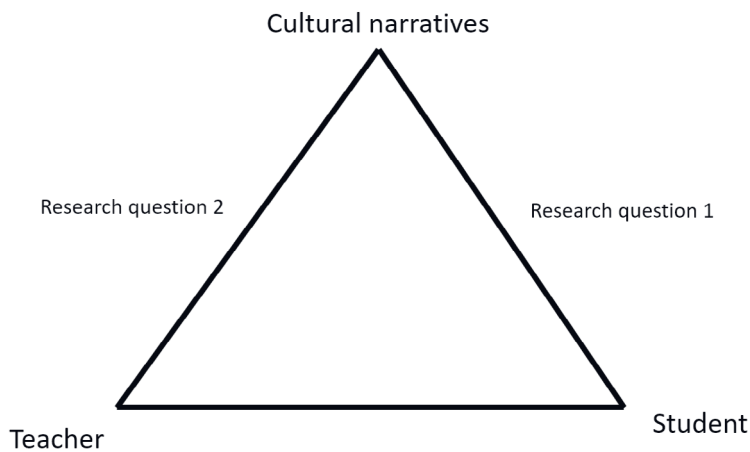 Cultural narratives
Research question 2
Research question 1
Teacher
Student